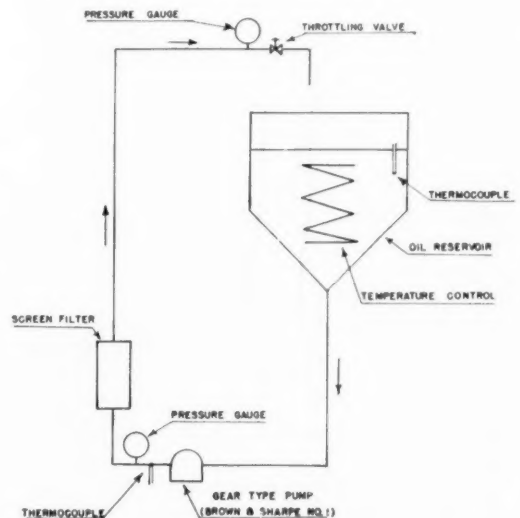 PRESSURE GAUGE
THROTTLING VALVE
THERMOCOUPLE
OIL RESERVOIR
TEMPERATURE CONTROL
SCREEN FILTER
PRESSURE GAUGE
THERMOCOUPLE
GEAR TYPE PUMP
(BROWN & SHARPE NO. 1)